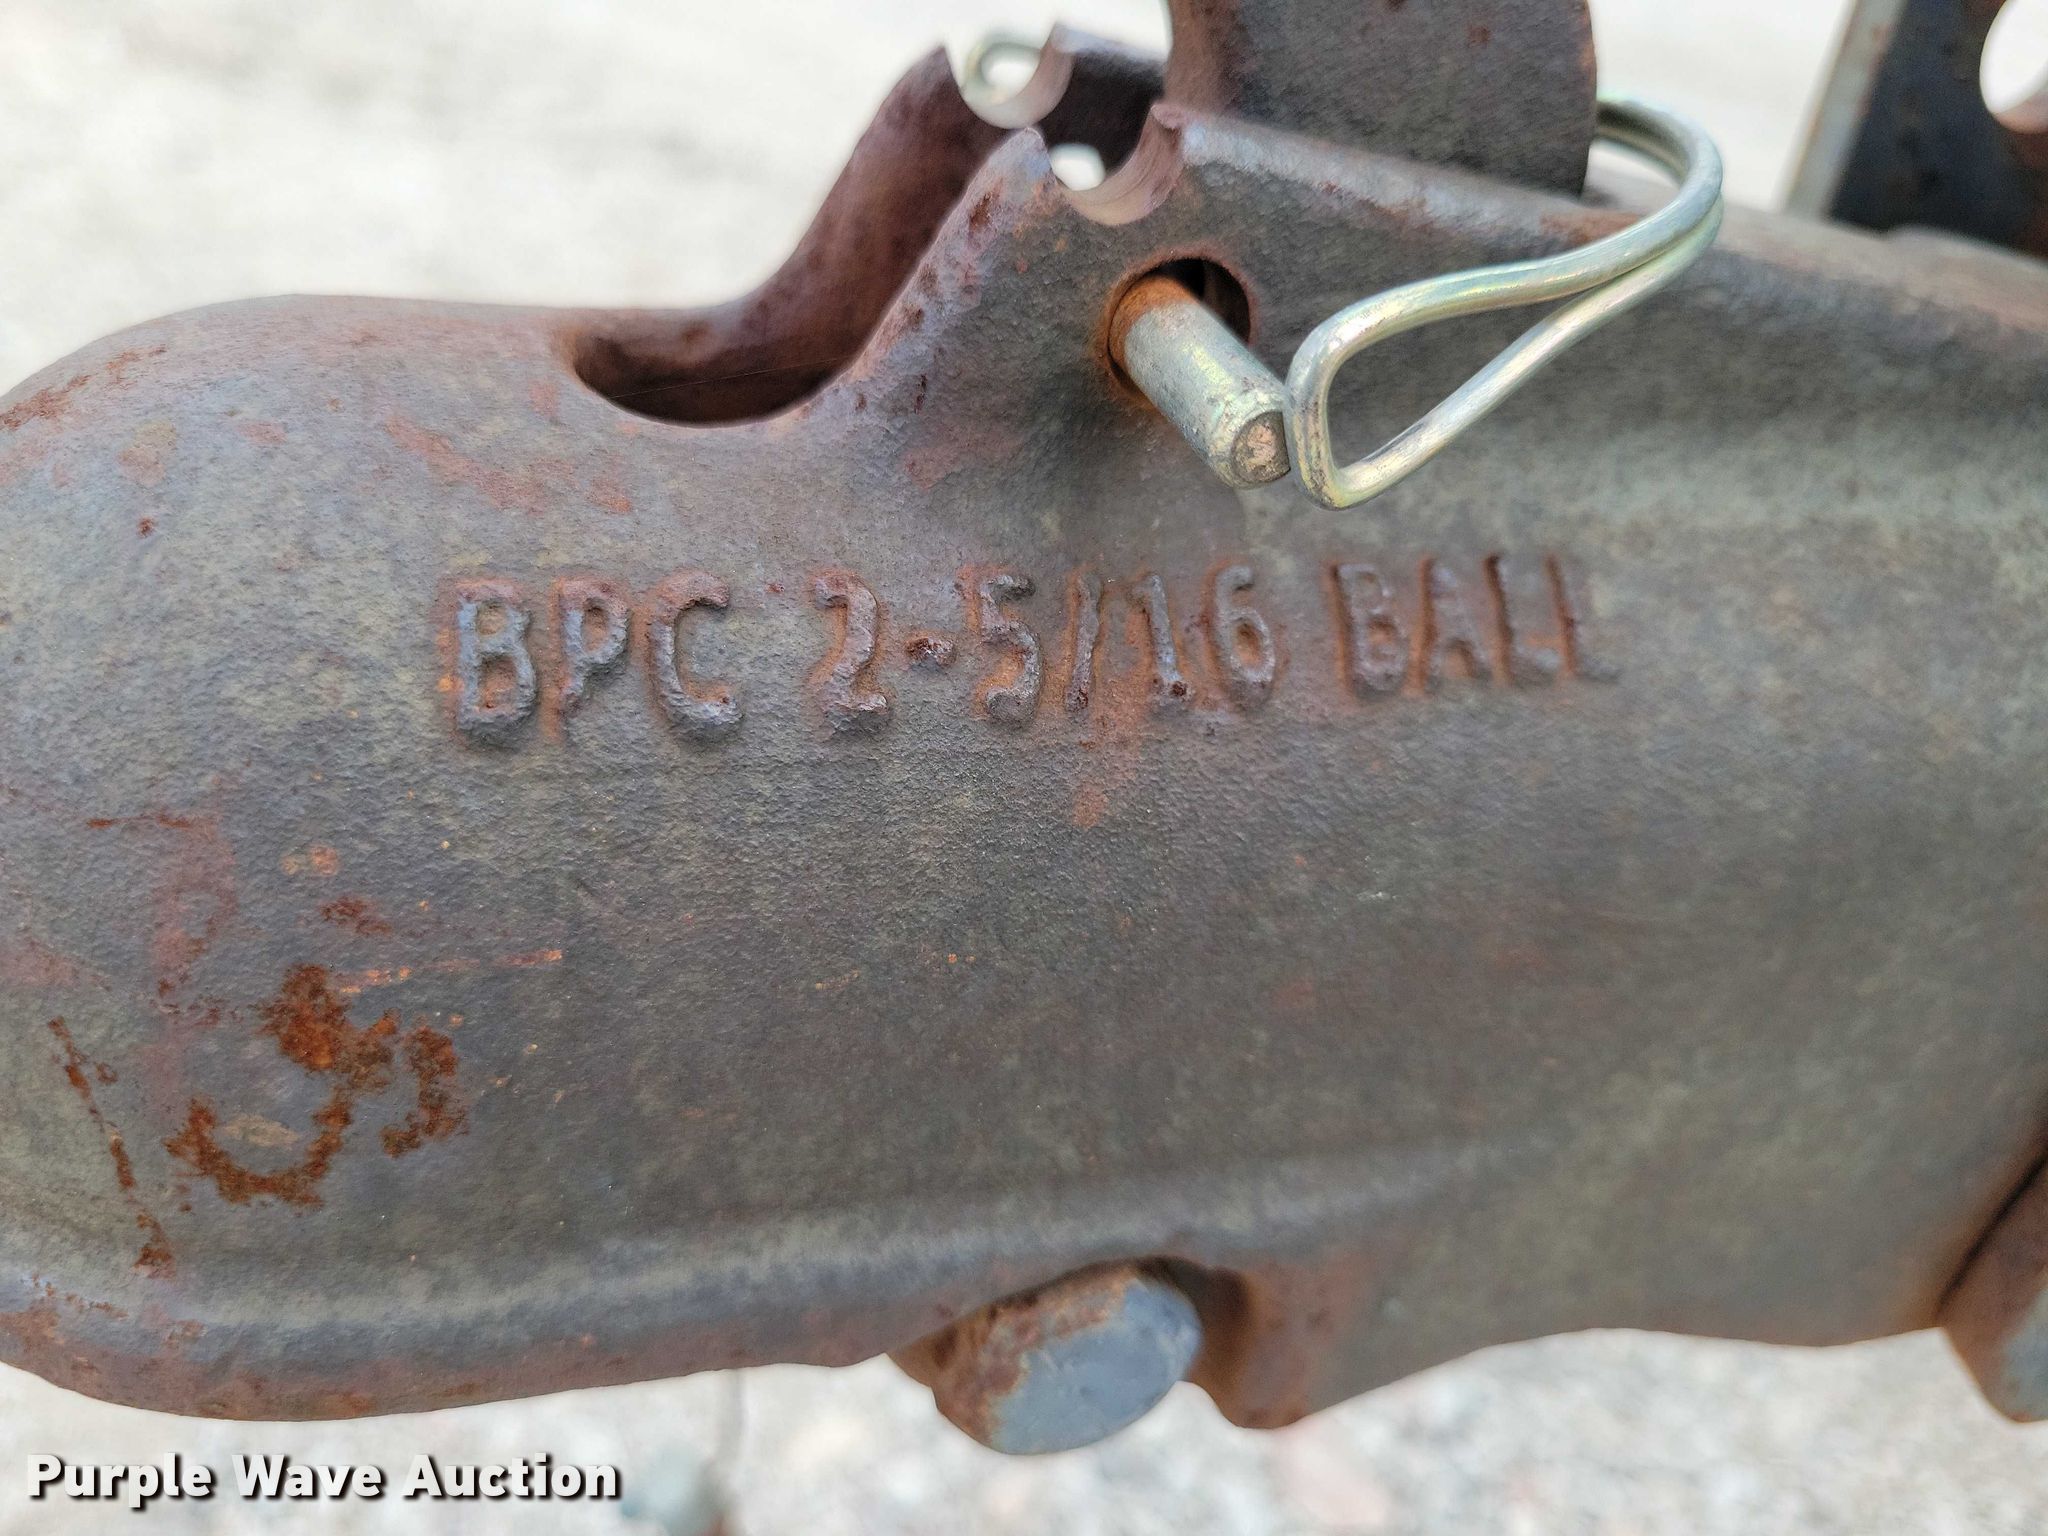 BPC 2-5/16 BALL
Purple Wave Auction